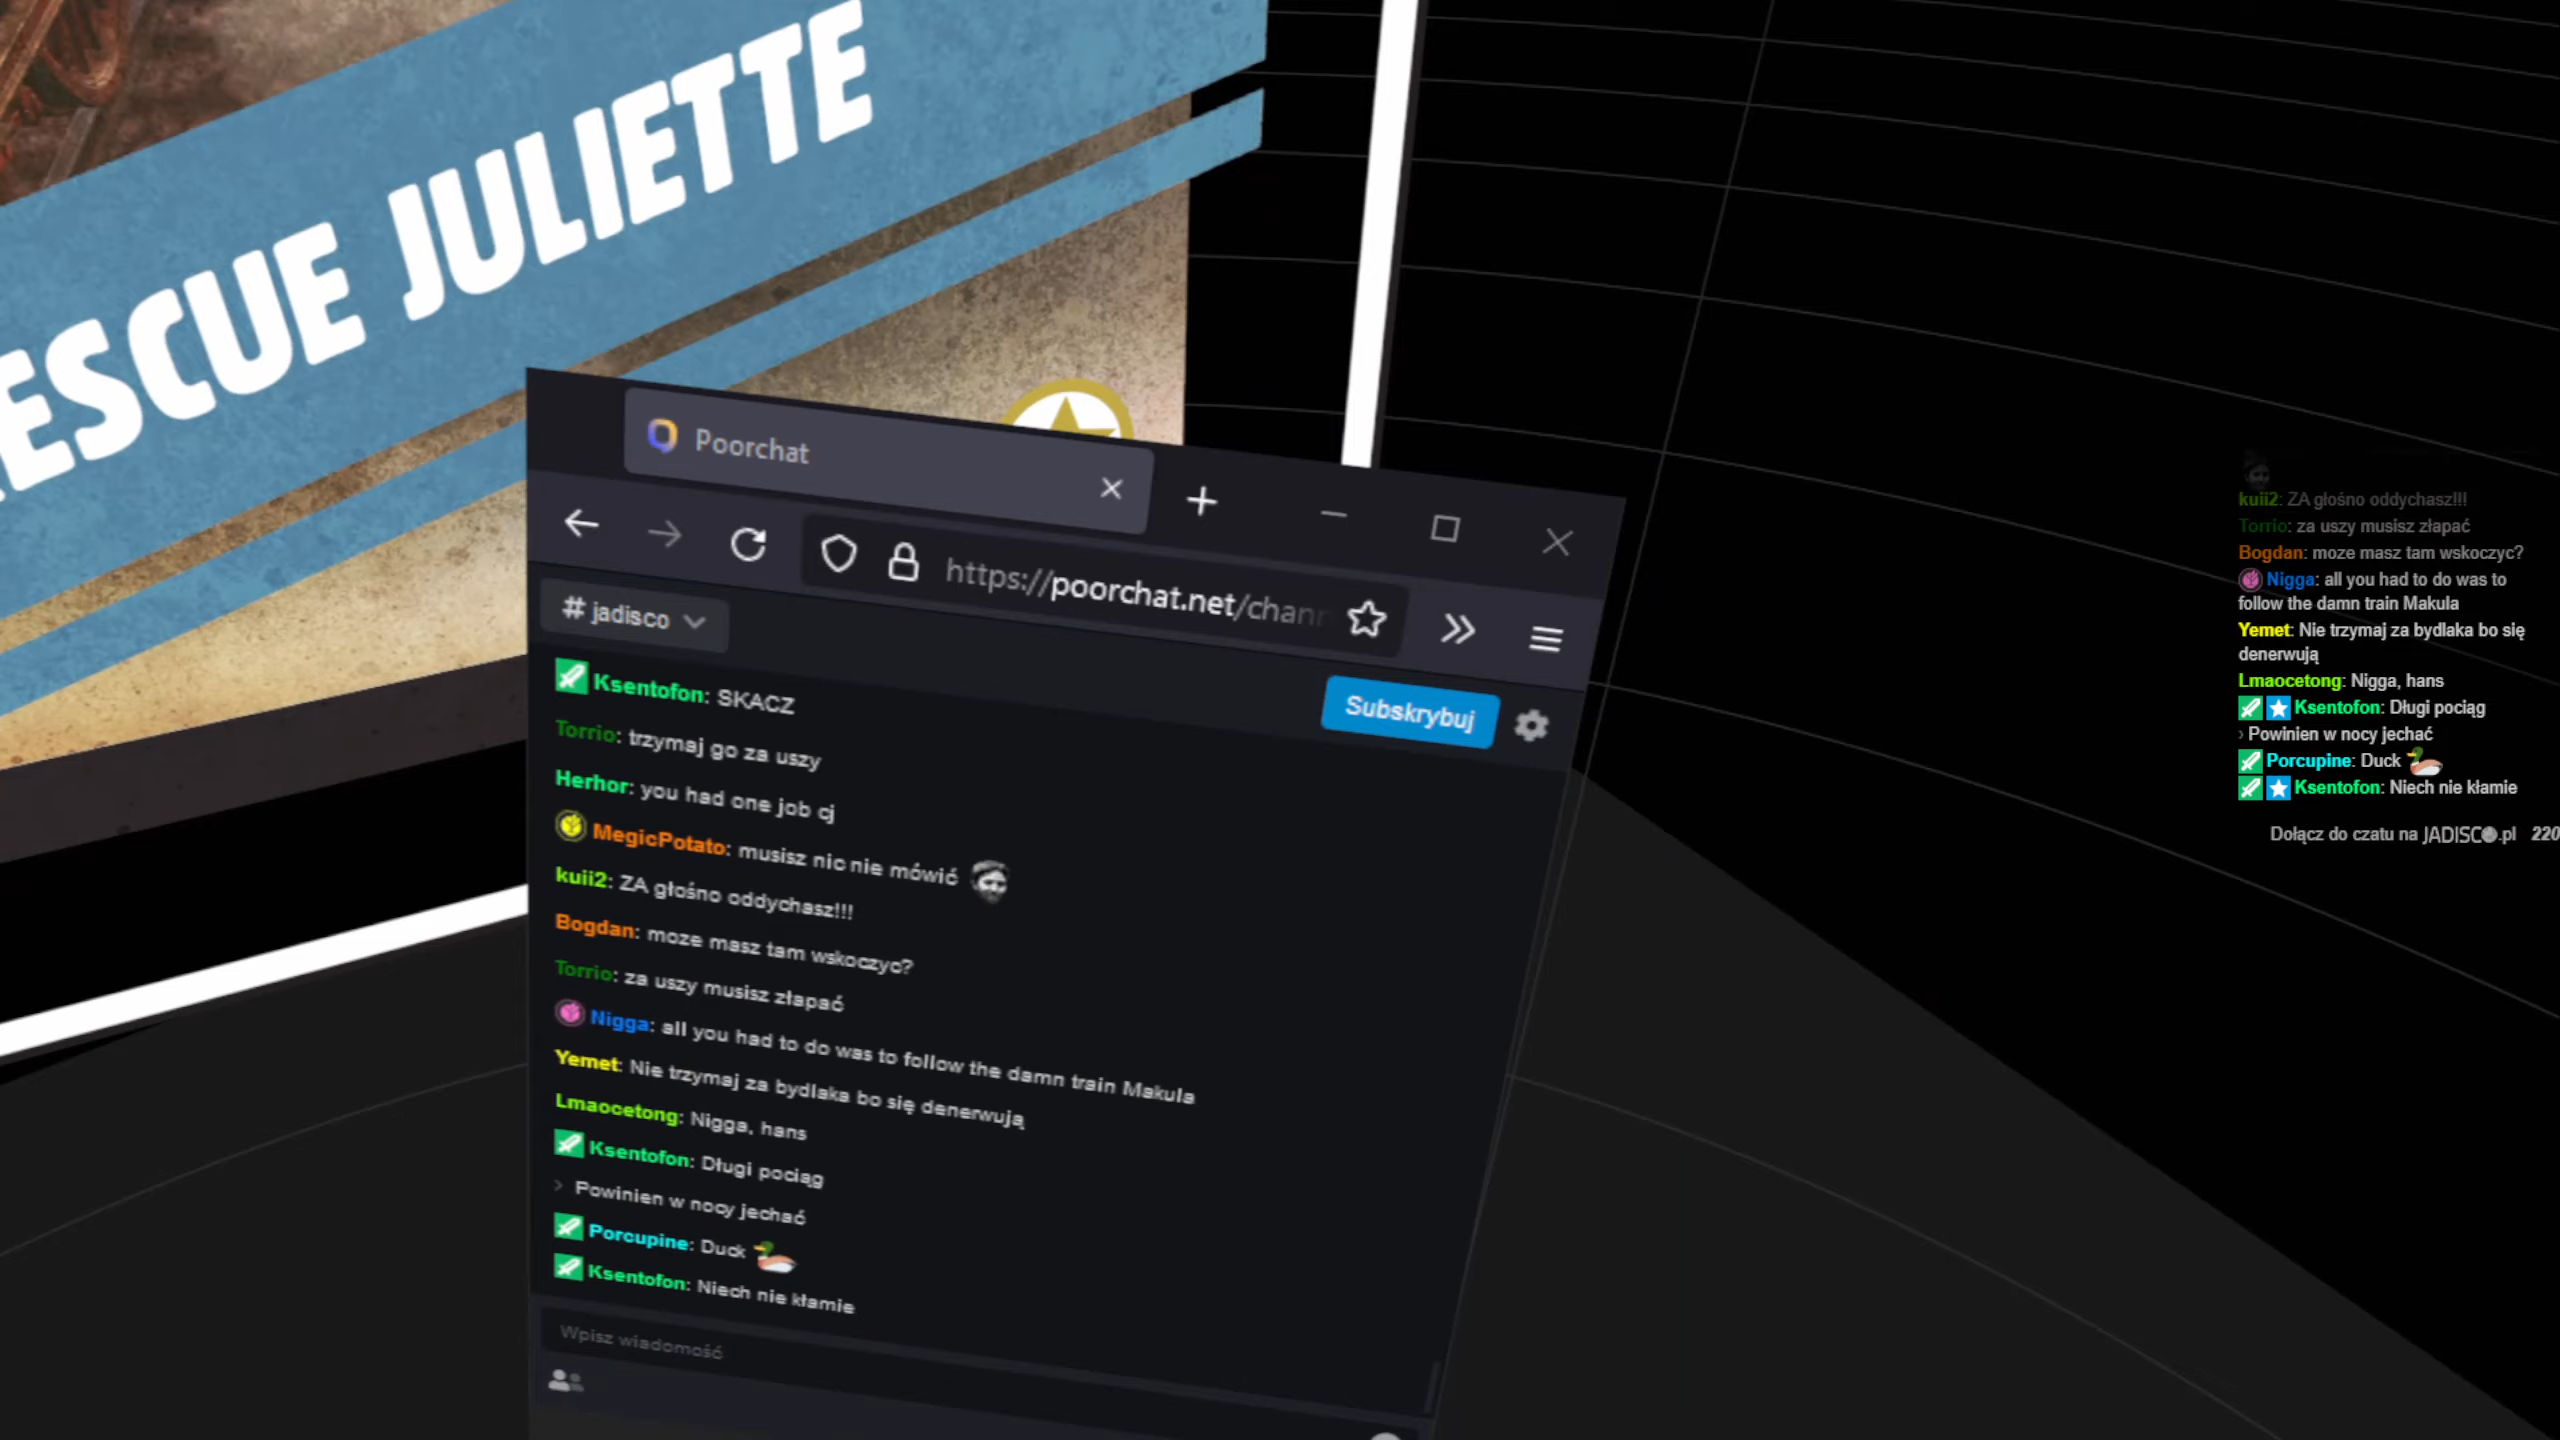 ESCUE JULIETTE
Poorchat
https://poorchat.net/chann
# jadisco
Subskrybuj
Ksentofon: SKACZ
Torrio: trzymaj go za uszy
Herhor: you had one job cj
MegicPotato: musisz nic nie mówić
kuii2: ZA głośno oddychasz!!!
Bogdan: moze masz tam wskoczyc?
Torrio: za uszy musisz złapać
Nigga: all you had to do was to follow the damn train Makula
Yemet: Nie trzymaj za bydlaka bo się denerwują
Lmaocetong: Nigga, hans
Ksentofon: Długi pociąg
› Powinien w nocy jechać
Porcupine: Duck
Ksentofon: Niech nie kłamie
Wpisz wiadomość
kuii2: ZA głośno oddychasz!!!
Torrio: za uszy musisz złapać
Bogdan: moze masz tam wskoczyc?
Nigga: all you had to do was to
follow the damn train Makula
Yemet: Nie trzymaj za bydlaka bo się
denerwują
Lmaocetong: Nigga, hans
Ksentofon: Długi pociąg
› Powinien w nocy jechać
Porcupine: Duck
Ksentofon: Niech nie kłamie
Dołącz do czatu na JADISCO.pl 220